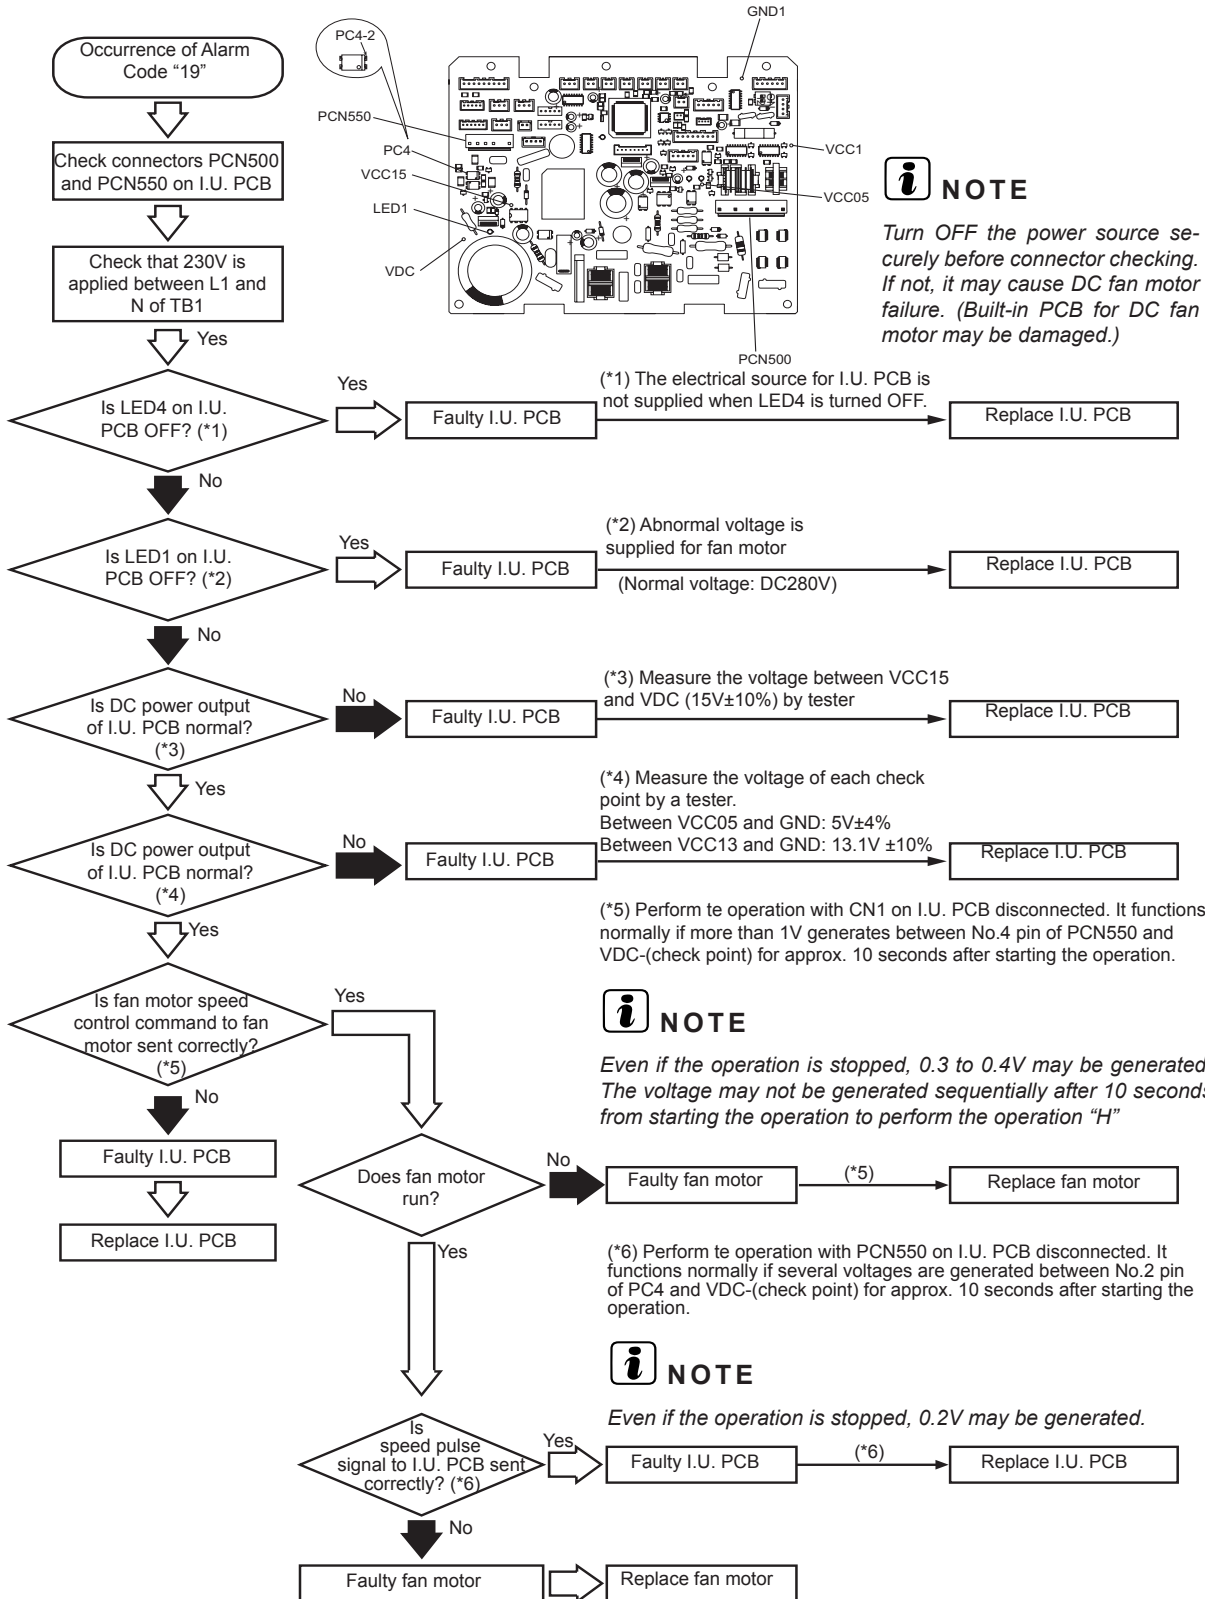 Occurrence of Alarm
Code “19”
Check connectors PCN500
and PCN550 on I.U. PCB
Check that 230V is
applied between L1 and
N of TB1
Yes
PC4-2
PCN550
PC4
VCC15
LED1
VDC
GND1
VCC1
VCC05
PCN500
NOTE
Turn OFF the power source se-
curely before connector checking.
If not, it may cause DC fan motor
failure. (Built-in PCB for DC fan
motor may be damaged.)
Is LED4 on I.U.
PCB OFF? (*1)
Yes
Faulty I.U. PCB
(*1) The electrical source for I.U. PCB is
not supplied when LED4 is turned OFF.
Replace I.U. PCB
No
Is LED1 on I.U.
PCB OFF? (*2)
Yes
Faulty I.U. PCB
(*2) Abnormal voltage is
supplied for fan motor
(Normal voltage: DC280V)
Replace I.U. PCB
No
Is DC power output
of I.U. PCB normal?
(*3)
No
Faulty I.U. PCB
(*3) Measure the voltage between VCC15
and VDC (15V±10%) by tester
Replace I.U. PCB
Yes
Is DC power output
of I.U. PCB normal?
(*4)
No
Faulty I.U. PCB
(*4) Measure the voltage of each check
point by a tester.
Between VCC05 and GND: 5V±4%
Between VCC13 and GND: 13.1V ±10%
Replace I.U. PCB
Yes
(*5) Perform te operation with CN1 on I.U. PCB disconnected. It functions
normally if more than 1V generates between No.4 pin of PCN550 and
VDC-(check point) for approx. 10 seconds after starting the operation.
Is fan motor speed
control command to fan
motor sent correctly?
(*5)
Yes
No
Faulty I.U. PCB
Replace I.U. PCB
NOTE
Even if the operation is stopped, 0.3 to 0.4V may be generated
The voltage may not be generated sequentially after 10 seconds
from starting the operation to perform the operation “H”
Does fan motor
run?
No
Faulty fan motor
(*5)
Replace fan motor
Yes
(*6) Perform te operation with PCN550 on I.U. PCB disconnected. It
functions normally if several voltages are generated between No.2 pin
of PC4 and VDC-(check point) for approx. 10 seconds after starting the
operation.
NOTE
Even if the operation is stopped, 0.2V may be generated.
Is
speed pulse
signal to I.U. PCB sent
correctly? (*6)
Yes
Faulty I.U. PCB
(*6)
Replace I.U. PCB
No
Faulty fan motor
Replace fan motor